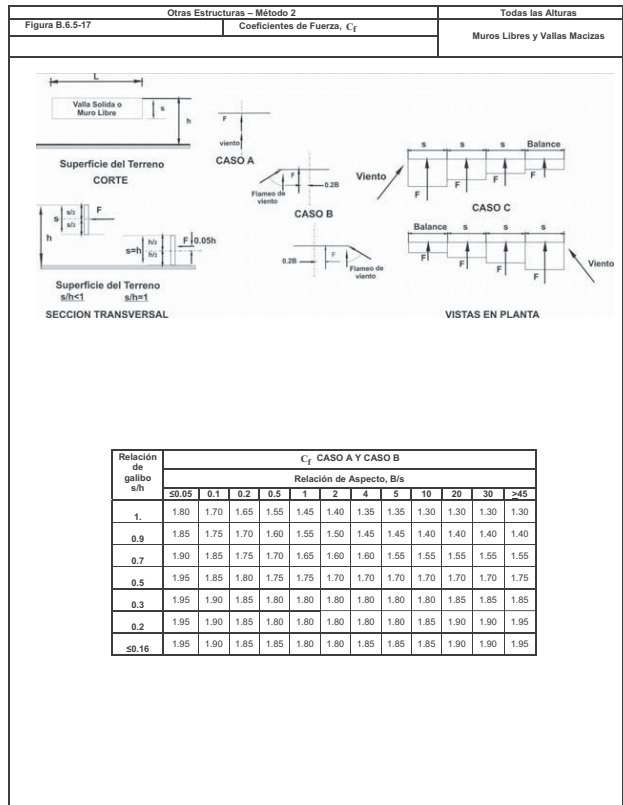 Otras Estructuras – Método 2
Todas las Alturas
Figura B.6.5-17
Coeficientes de Fuerza, Cf
Muros Libres y Vallas Macizas
L
Valla Solida o
Muro Libre
s
h
Superficie del Terreno
CORTE
F
viento
CASO A
F
0.2B
Flameo de
viento
CASO B
0.2B
F
Flameo de
viento
s s s Balance
Viento
F F F F
CASO C
Balance s s s
F F F F
Viento
h
s
s/2
s/2
F
s=h
h/2
h/2
F 0.05h
Superficie del Terreno
s/h<1 s/h=1
SECCION TRANSVERSAL
VISTAS EN PLANTA
Relación
de
galibo
s/h
Cf CASO A Y CASO B
Relación de Aspecto, B/s
≤0.05 0.1 0.2 0.5 1 2 4 5 10 20 30 ≥45
1. 1.80 1.70 1.65 1.55 1.45 1.40 1.35 1.35 1.30 1.30 1.30 1.30
0.9 1.85 1.75 1.70 1.60 1.55 1.50 1.45 1.45 1.40 1.40 1.40 1.40
0.7 1.90 1.85 1.75 1.70 1.65 1.60 1.60 1.55 1.55 1.55 1.55 1.55
0.5 1.95 1.85 1.80 1.75 1.75 1.70 1.70 1.70 1.70 1.70 1.70 1.75
0.3 1.95 1.90 1.85 1.80 1.80 1.80 1.80 1.80 1.80 1.85 1.85 1.85
0.2 1.95 1.90 1.85 1.80 1.80 1.80 1.80 1.80 1.85 1.90 1.90 1.95
≤0.16 1.95 1.90 1.85 1.85 1.80 1.80 1.85 1.85 1.85 1.90 1.90 1.95